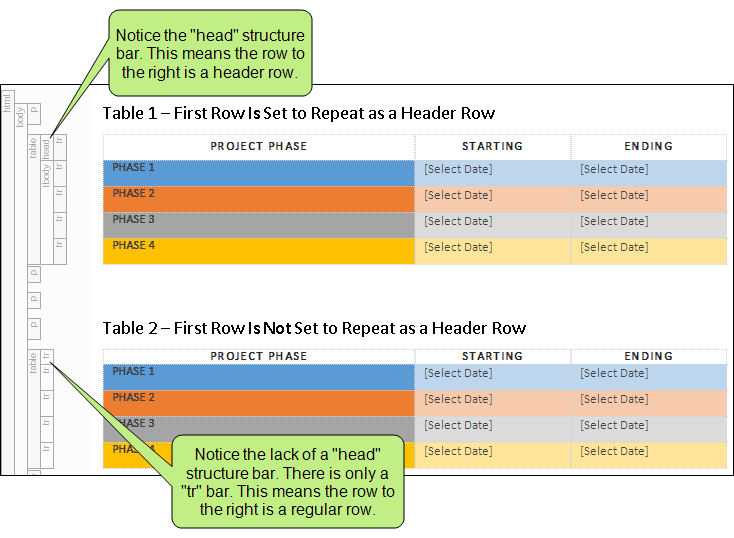 Notice the "head" structure
bar. This means the row to
the right is a header row.
html
body
p
Table 1 – First Row Is Set to Repeat as a Header Row
table
head
tr
PROJECT PHASE STARTING ENDING
tbody
tr
PHASE 1 [Select Date] [Select Date]
tr
PHASE 2 [Select Date] [Select Date]
tr
PHASE 3 [Select Date] [Select Date]
tr
PHASE 4 [Select Date] [Select Date]
p
p
p
Table 2 – First Row Is Not Set to Repeat as a Header Row
table
tr
PROJECT PHASE STARTING ENDING
tr
PHASE 1 [Select Date] [Select Date]
tr
PHASE 2 [Select Date] [Select Date]
tr
PHASE 3 [Select Date] [Select Date]
tr
4 [Select Date] [Select Date]
Notice the lack of a "head"
structure bar. There is only a
"tr" bar. This means the row to
the right is a regular row.